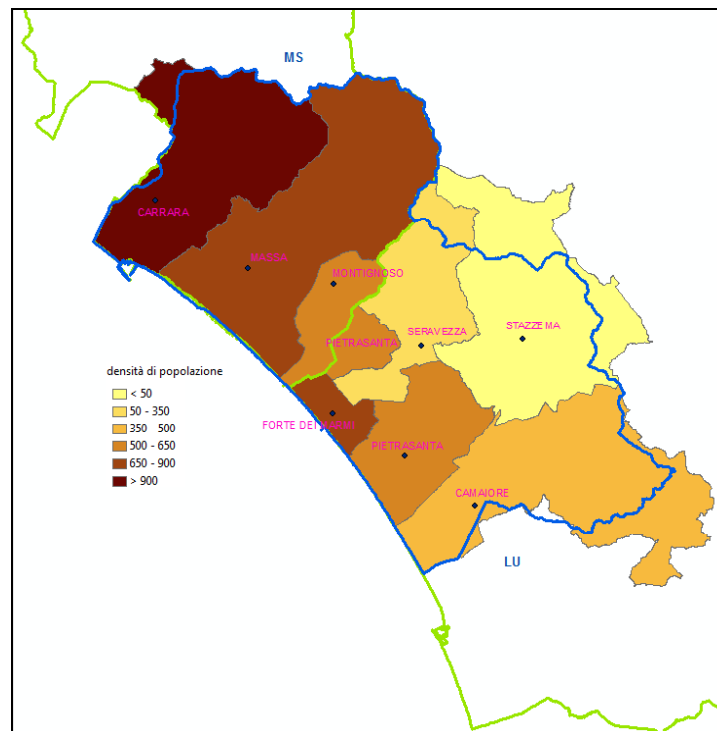 MS
CARRARA
MASSA
MONTIGNOSO
PIETRASANTA
SERAVEZZA
STAZZEMA
densità di popolazione
< 50
50 - 350
350 500
500 - 650
650 - 900
> 900
FORTE DEI MARMI
PIETRASANTA
CAMAIORE
LU